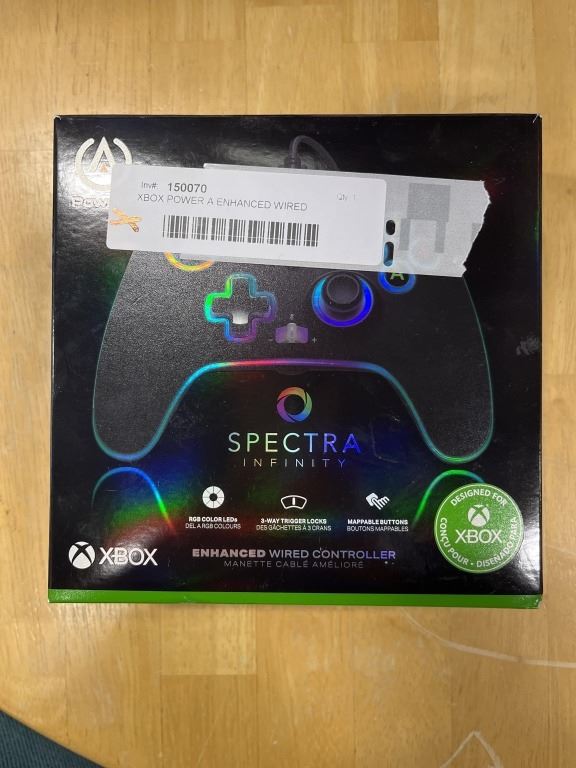 Inv#: 150070
Qty: 1
XBOX POWER A ENHANCED WIRED
A
SPECTRA
INFINITY
RGB COLOR LEDs
DEL À RGB COLOURS
3-WAY TRIGGER LOCKS
DES GÂCHETTES À 3 CRANS
MAPPABLE BUTTONS
BOUTONS MAPPABLES
DESIGNED FOR
XBOX
CONÇU POUR • DISEÑADO PARA
XBOX
ENHANCED WIRED CONTROLLER
MANETTE CABLÉ AMÉLIORÉ